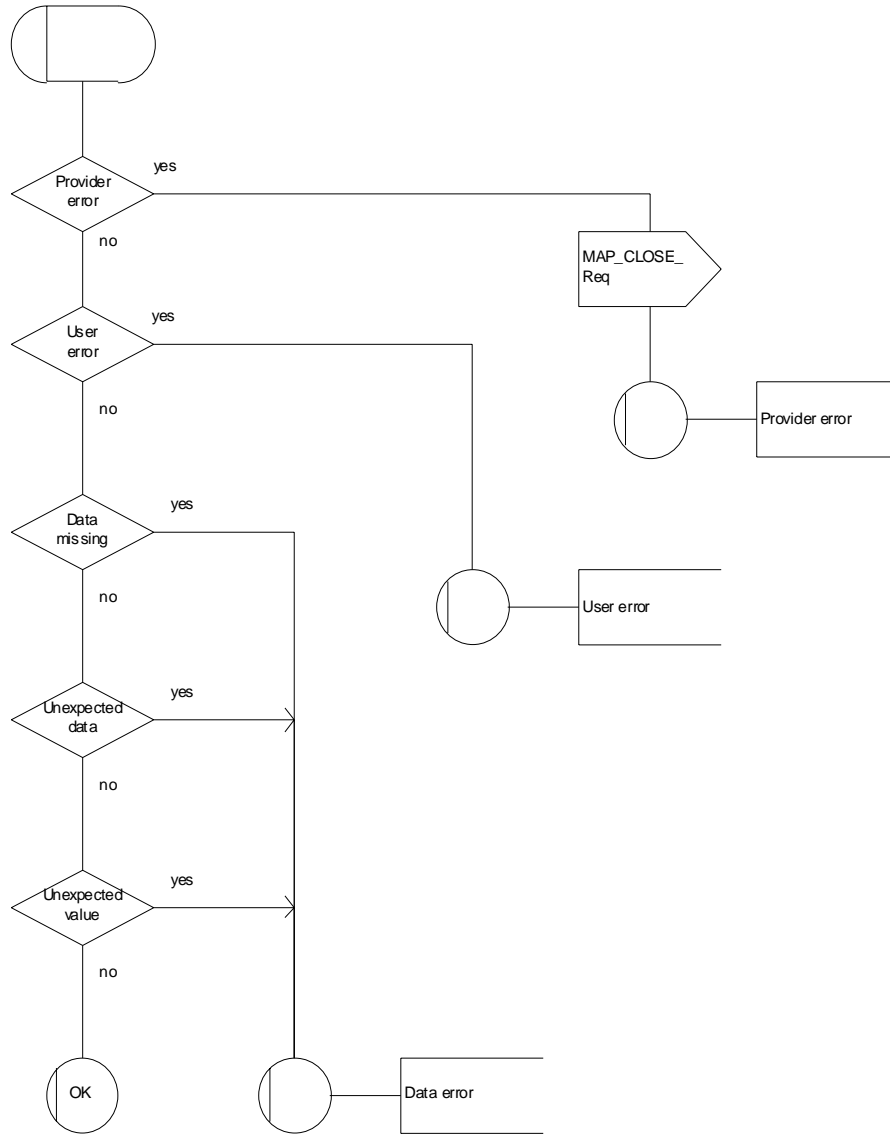 yes
Provider
error
no
MAP_CLOSE_
Req
yes
User
error
no
Provider error
yes
Data
missing
no
User error
yes
Unexpected
data
no
yes
Unexpected
value
no
OK
Data error